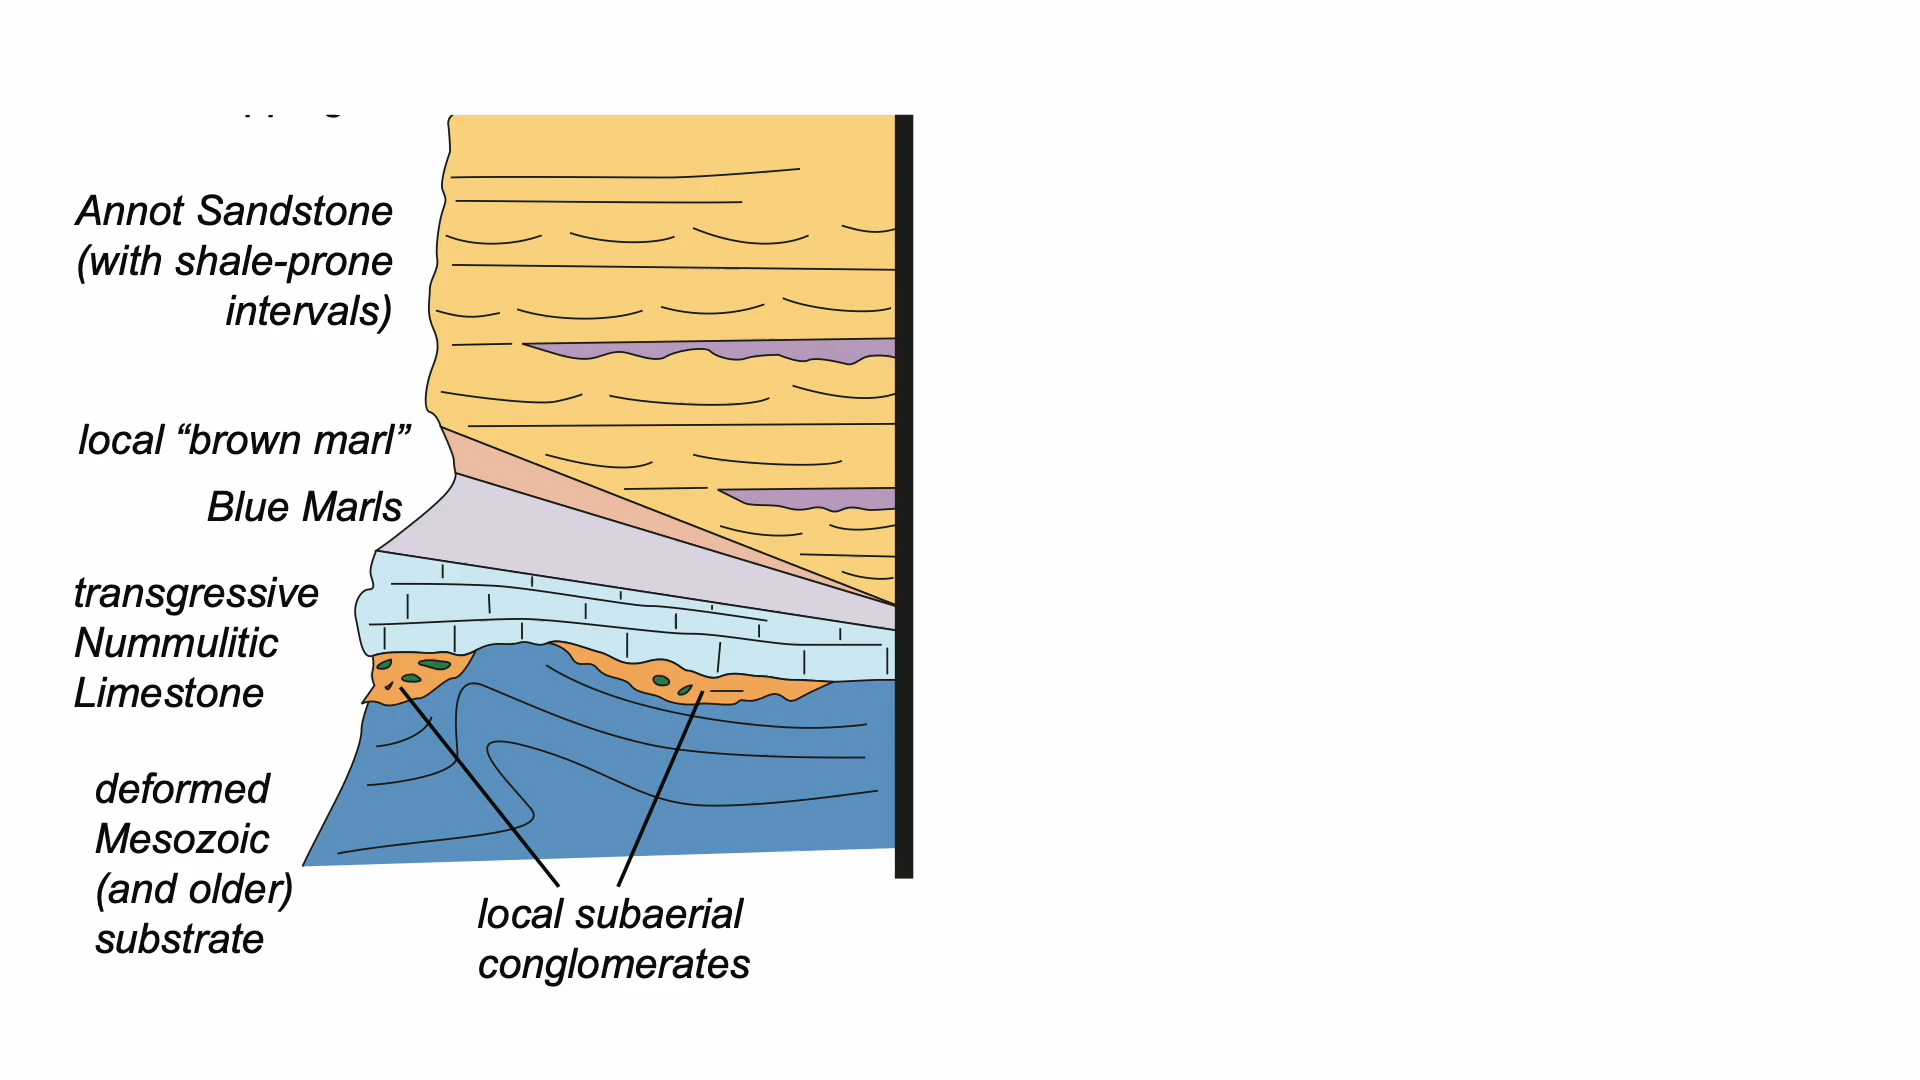 Annot Sandstone
(with shale-prone
intervals)
local “brown marl”
Blue Marls
transgressive
Nummulitic
Limestone
deformed
Mesozoic
(and older)
substrate
local subaerial
conglomerates